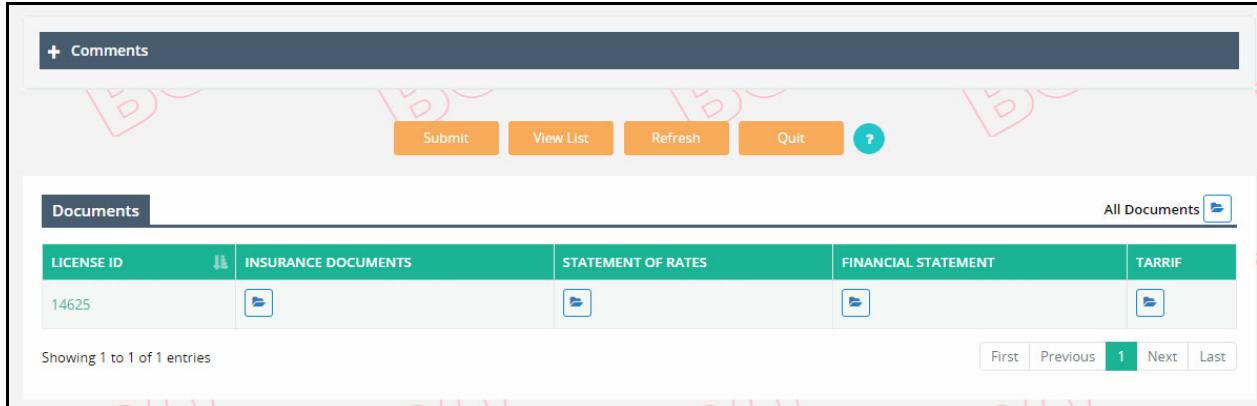 + Comments
Submit View List Refresh Quit ?
Documents All Documents
LICENSE ID INSURANCE DOCUMENTS STATEMENT OF RATES FINANCIAL STATEMENT TARRIF
14625
Showing 1 to 1 of 1 entries First Previous 1 Next Last